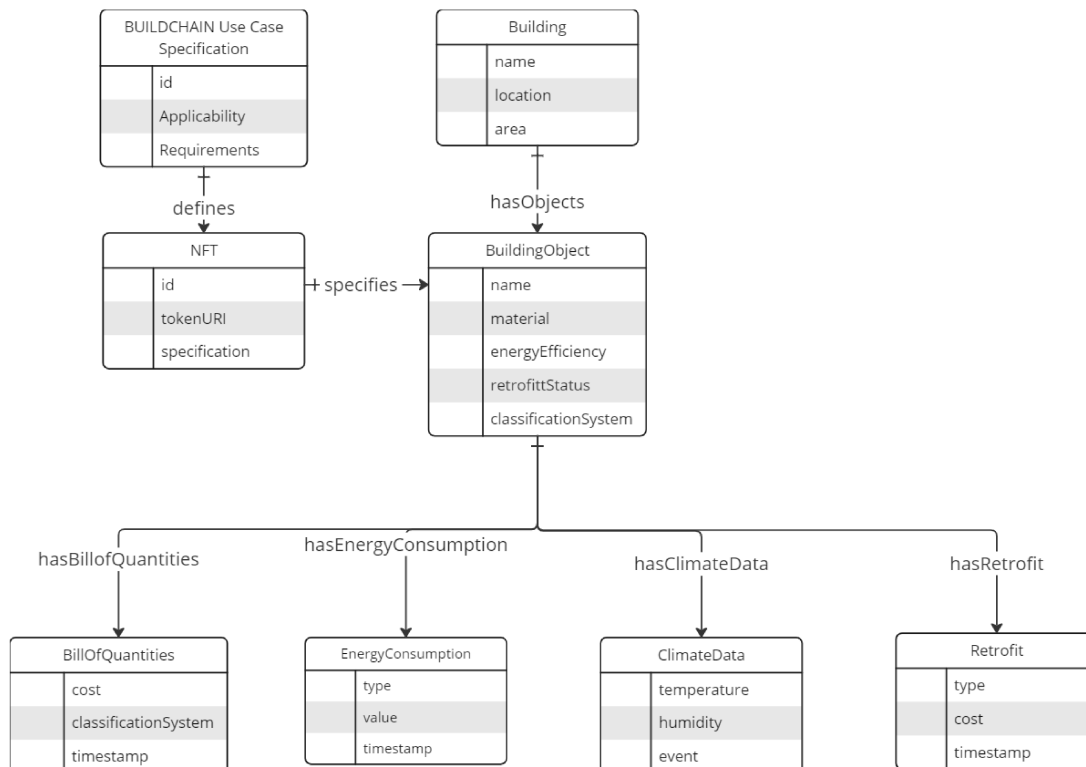 BUILDCHAIN Use Case
Specification
id
Applicability
Requirements
Building
name
location
area
defines
hasObjects
NFT
id
tokenURI
specification
specifies
BuildingObject
name
material
energyEfficiency
retrofittStatus
classificationSystem
hasBillofQuantities
hasEnergyConsumption
hasClimateData
hasRetrofit
BillOfQuantities
cost
classificationSystem
timestamp
EnergyConsumption
type
value
timestamp
ClimateData
temperature
humidity
event
Retrofit
type
cost
timestamp